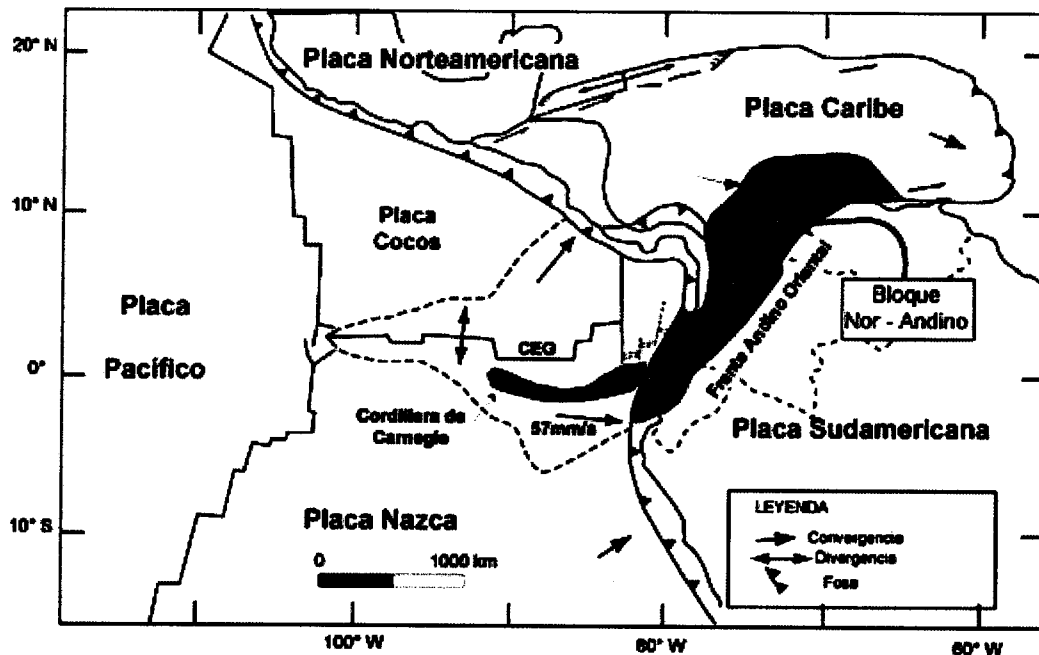 20° N
Placa Norteamericana
Placa Caribe
10° N
Placa
Cocos
Placa
Pacífico
0°
CEG
Bloque
Nor - Andino
Frente Andino Oriental
Cordillera de
Carnegie
57mm/s
Placa Sudamericana
10° S
Placa Nazca
0 1000 km
LEYENDA
Convergencia
Divergencia
Fosa
100° W
80° W
60° W